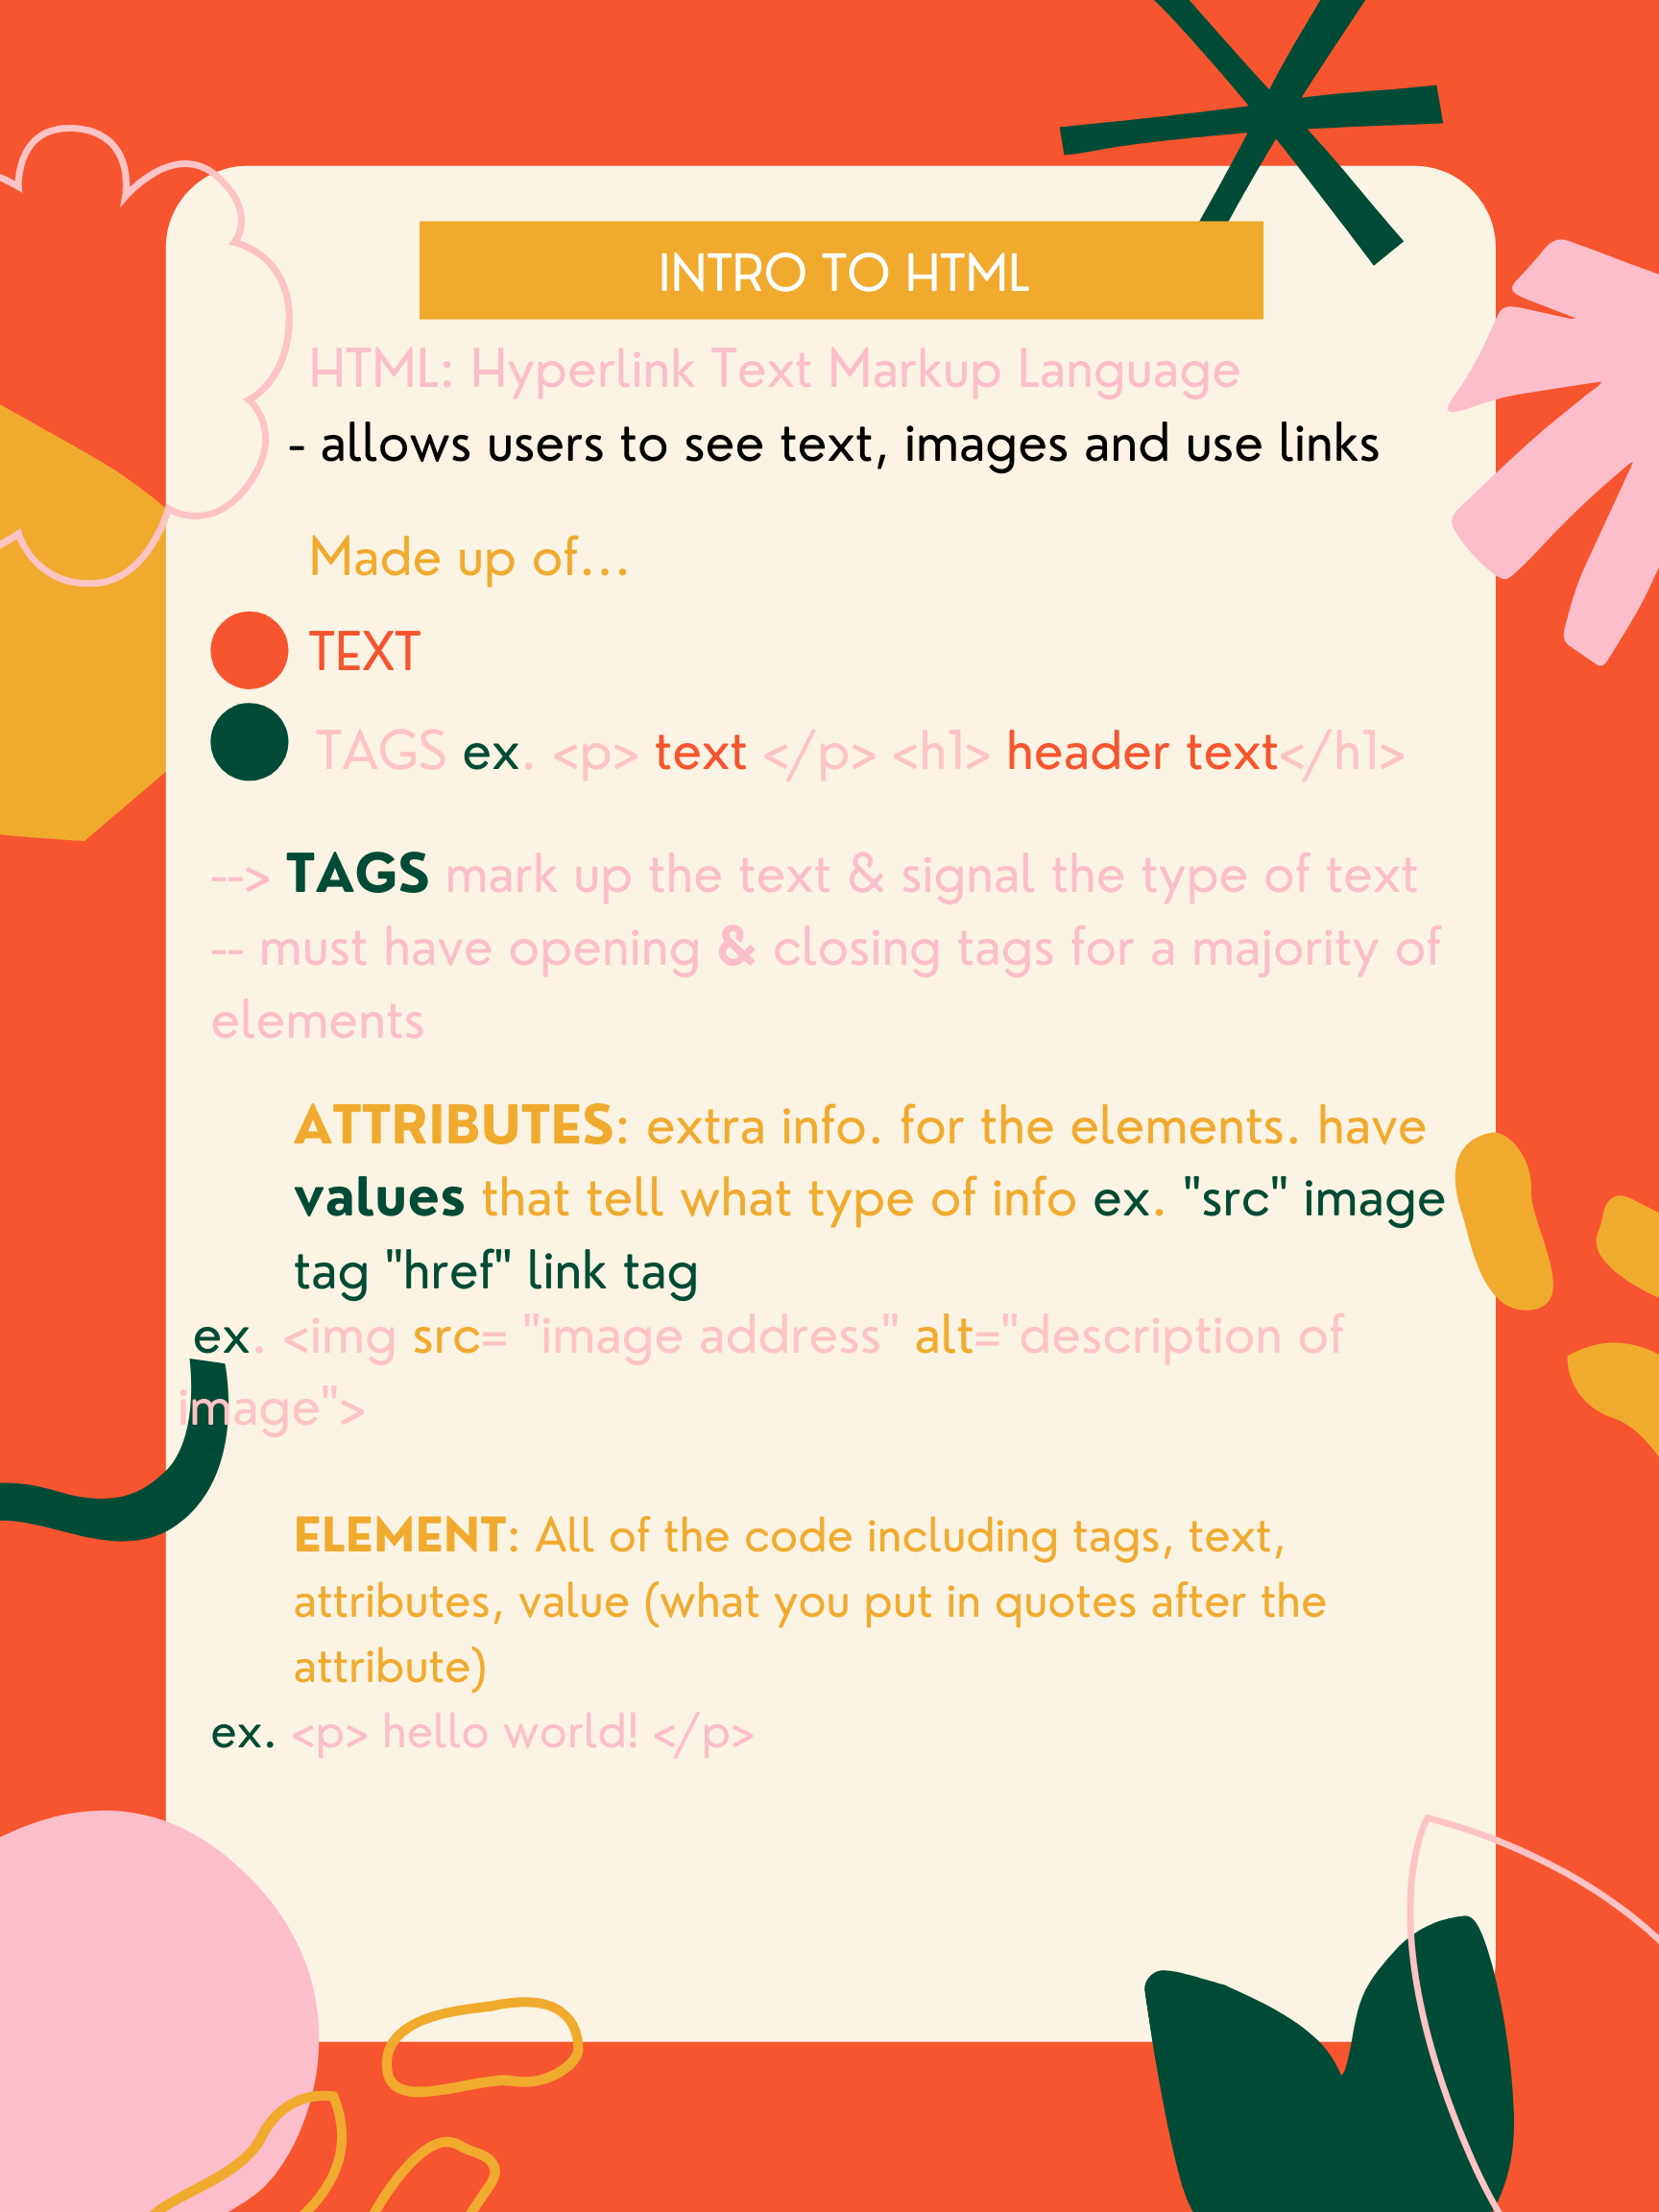 INTRO TO HTML
HTML: Hyperlink Text Markup Language
- allows users to see text, images and use links
Made up of...
TEXT
TAGS ex. <p> text </p> <h1> header text</h1>
--> TAGS mark up the text & signal the type of text
-- must have opening & closing tags for a majority of
elements
ATTRIBUTES: extra info. for the elements. have
values that tell what type of info ex. "src" image
tag "href" link tag
ex. <img src= "image address" alt="description of
image">
ELEMENT: All of the code including tags, text,
attributes, value (what you put in quotes after the
attribute)
ex. <p> hello world! </p>